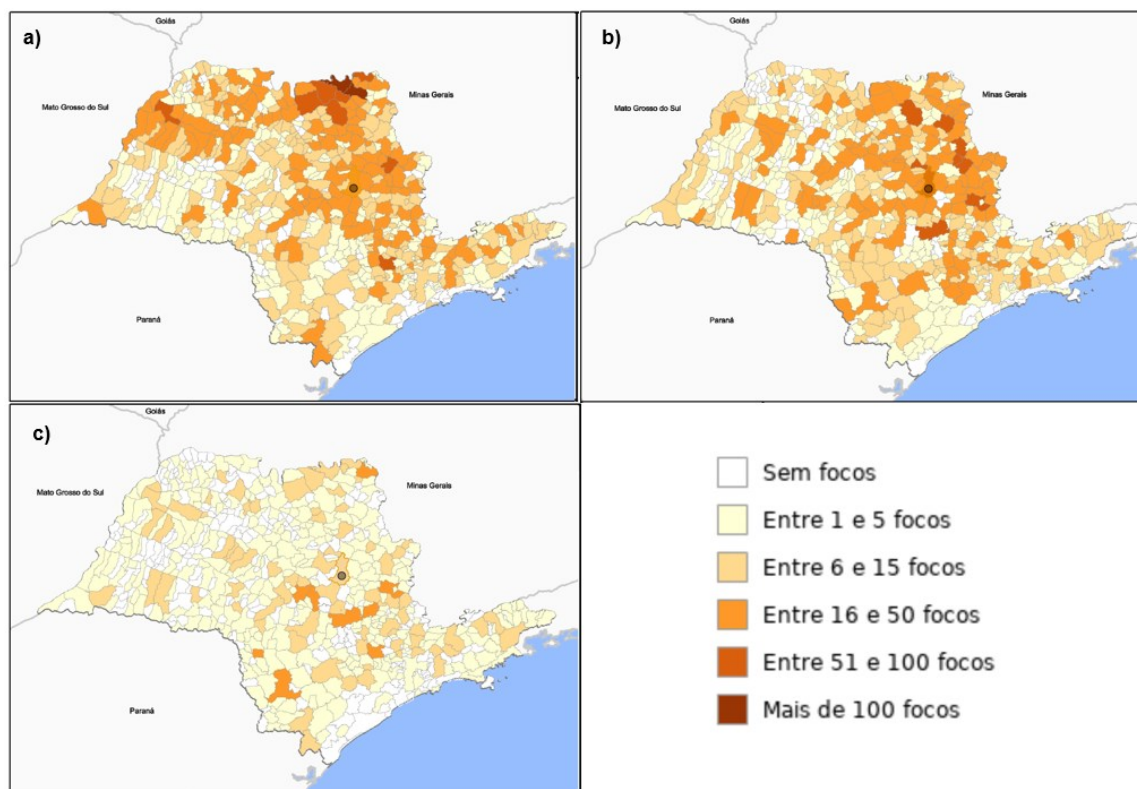 a)
Goiás
Mato Grosso do Sul
Minas Gerais
Paraná
b)
Goiás
Mato Grosso do Sul
Minas Gerais
Paraná
c)
Goiás
Mato Grosso do Sul
Minas Gerais
Paraná
Sem focos
Entre 1 e 5 focos
Entre 6 e 15 focos
Entre 16 e 50 focos
Entre 51 e 100 focos
Mais de 100 focos